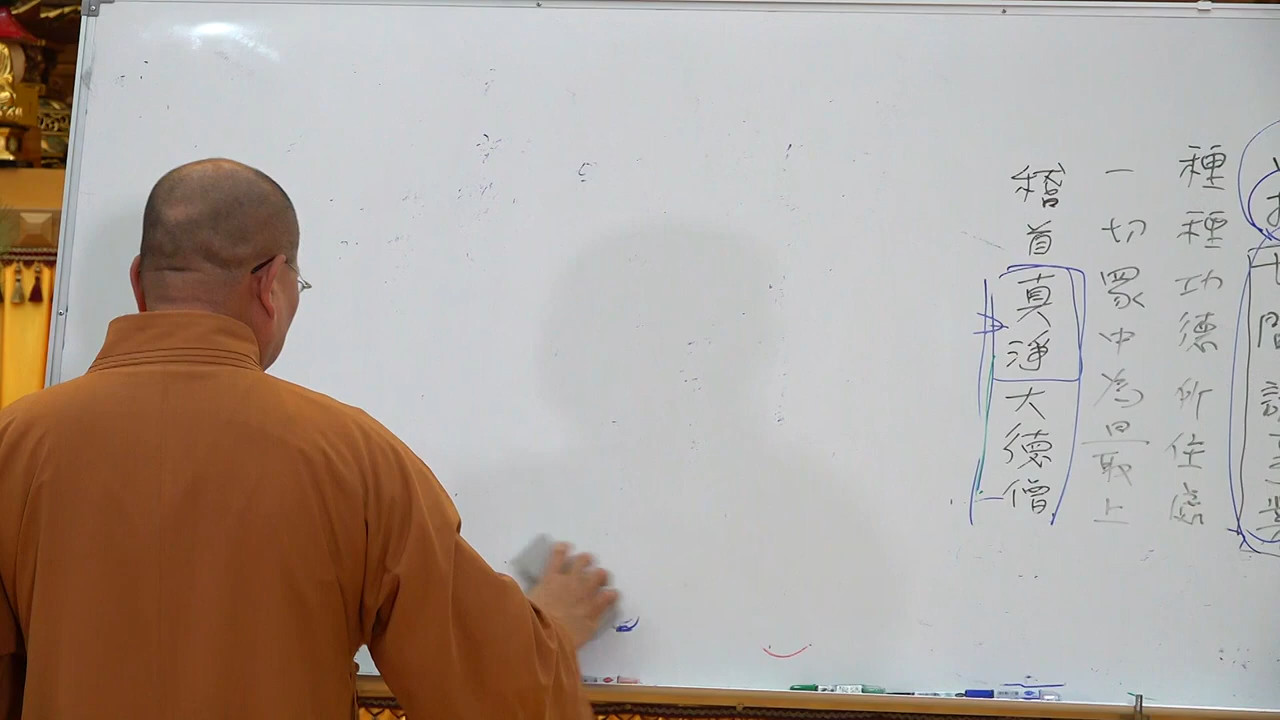 種種功德所住處
一切眾中為最上
稽首真淨大德僧